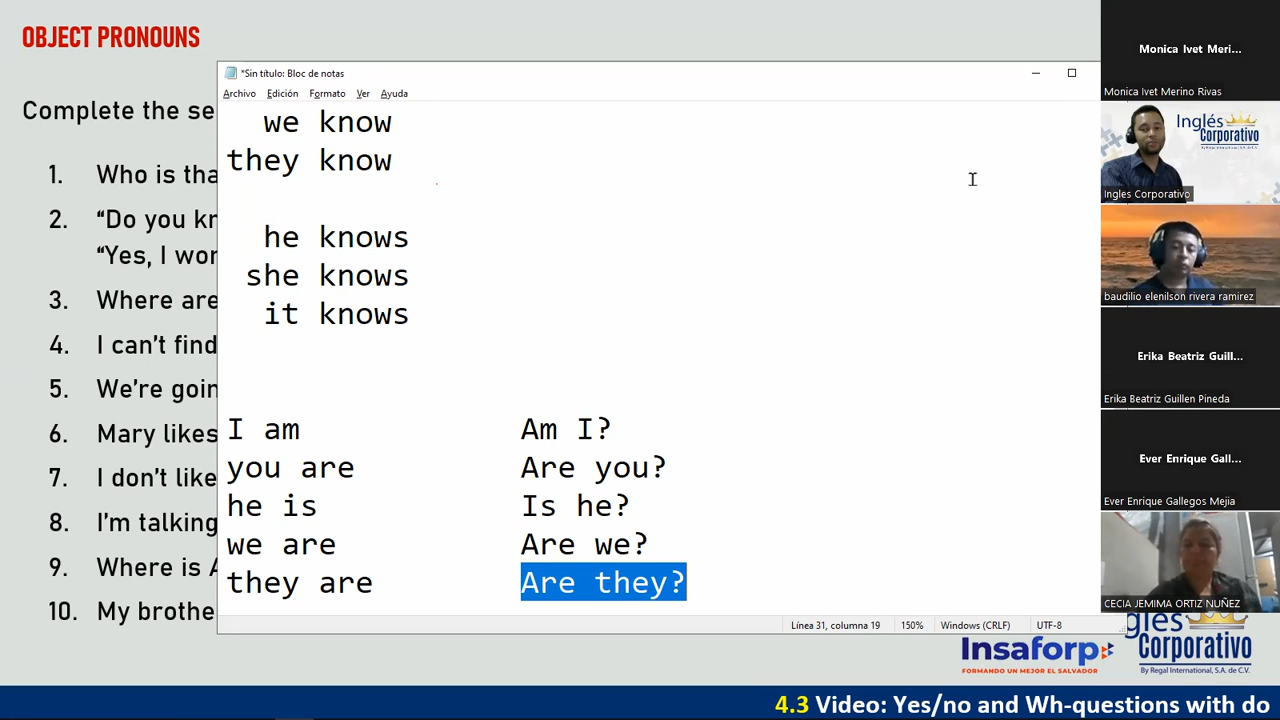 OBJECT PRONOUNS
Complete the se
1. Who is tha
2. “Do you kn
“Yes, I wor
3. Where are
4. I can’t find
5. We’re goin
6. Mary likes
7. I don’t like
8. I’m talking
9. Where is A
10. My brothe
*Sin título: Bloc de notas
Archivo Edición Formato Ver Ayuda
we know
they know
he knows
she knows
it knows
I am Am I?
you are Are you?
he is Is he?
we are Are we?
they are Are they?
Línea 31, columna 19 150% Windows (CRLF) UTF-8
Monica Ivet Meri...
Monica Ivet Merino Rivas
Inglés
Corporativo
By Regal International, S.A. de C.V.
Ingles Corporativo
baudilio elenilson rivera ramirez
Erika Beatriz Guill...
Erika Beatriz Guillen Pineda
Ever Enrique Gall...
Ever Enrique Gallegos Mejia
CECIA JEMIMA ORTIZ NUÑEZ
Insaforp
FORMANDO UN MEJOR EL SALVADOR
Inglés
Corporativo
By Regal International, S.A. de C.V.
4.3 Video: Yes/no and Wh-questions with do